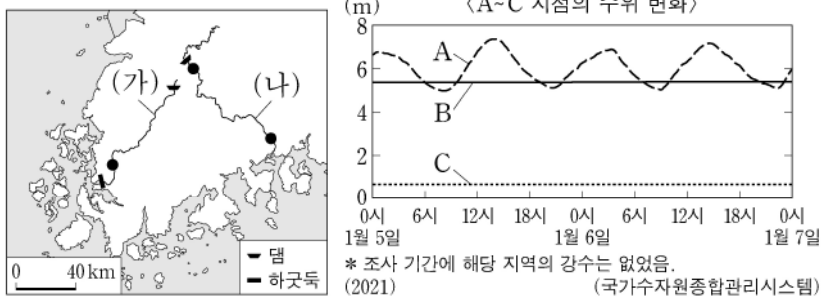 (가)
(나)
0 40km
댐
하굿둑
(m) 〈A~C 지점의 수위 변화〉
8
6
4
2
0
A
B
C
0시 6시 12시 18시 0시 6시 12시 18시 0시
1월 5일 1월 6일 1월 7일
* 조사 기간에 해당 지역의 강수는 없었음.
(2021) (국가수자원종합관리시스템)